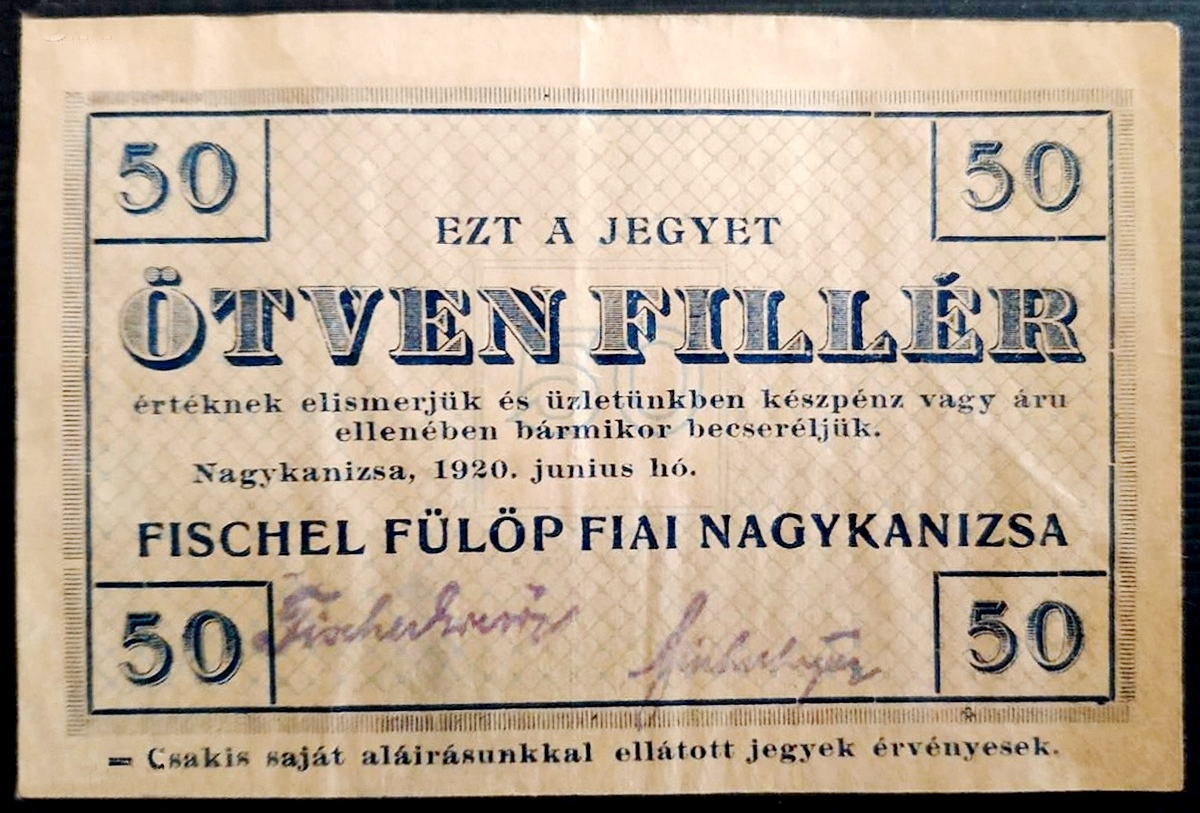 50 50
EZT A JEGYET
ÖTVEN FILLÉR
értéknek elismerjük és üzletünkben készpénz vagy áru
ellenében bármikor becseréljük.
Nagykanizsa, 1920. junius hó.
FISCHEL FÜLÖP FIAI NAGYKANIZSA
50 50
= Csakis saját aláirásunkkal ellátott jegyek érvényesek.